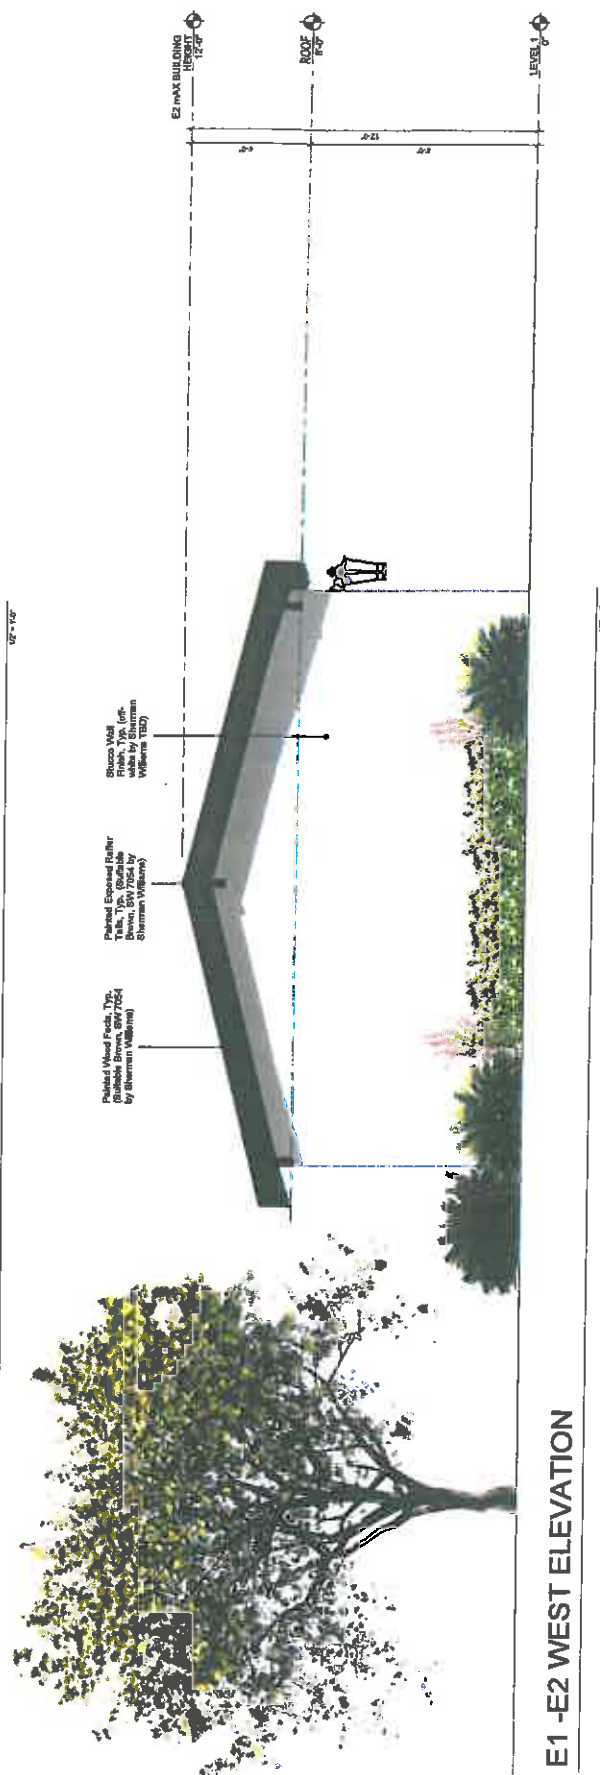 1/2" = 1'-0"
Painted Wood Facia, Typ.
(Suitable Brown, SW 7054
by Sherman Williams)
Painted Exposed Rafter
Tails, Typ. (Suitable
Brown, SW 7054 by
Sherman Williams)
Stucco Wall
Finish, Typ. (off-
white by Sherman
Williams TBD)
E2 mAX BUILDING
HEIGHT
12'-0"
ROOF
8'-0"
LEVEL 1
0"
4'-0"
12'-0"
8'-0"
E1 -E2 WEST ELEVATION